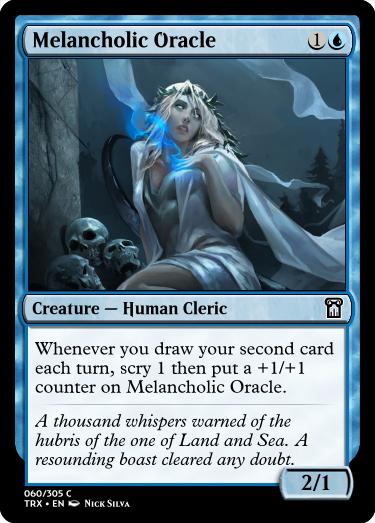 Melancholic Oracle 1
Creature — Human Cleric
Whenever you draw your second card
each turn, scry 1 then put a +1/+1
counter on Melancholic Oracle.
A thousand whispers warned of the
hubris of the one of Land and Sea. A
resounding boast cleared any doubt.
2/1
060/305 C
TRX • EN Nick Silva